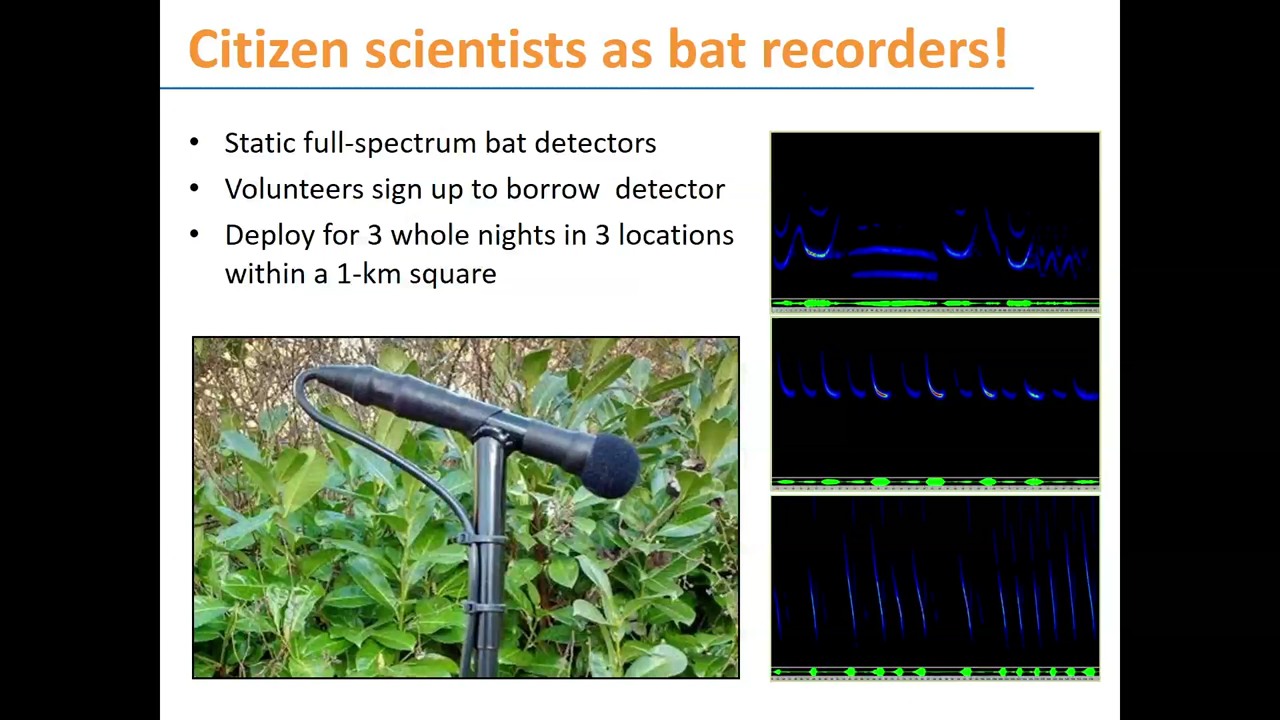 Citizen scientists as bat recorders!
• Static full-spectrum bat detectors
• Volunteers sign up to borrow  detector
• Deploy for 3 whole nights in 3 locations
within a 1-km square